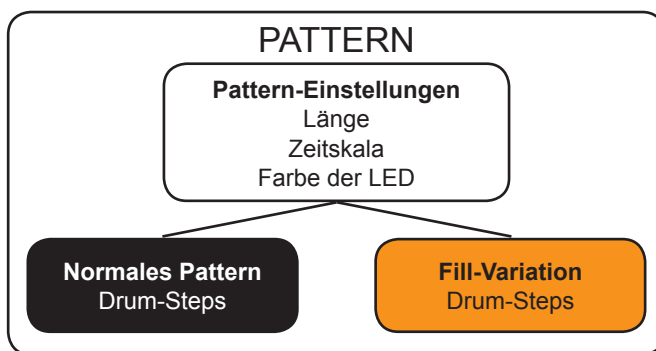 PATTERN
Pattern-Einstellungen
Länge
Zeitskala
Farbe der LED
Normales Pattern
Drum-Steps
Fill-Variation
Drum-Steps